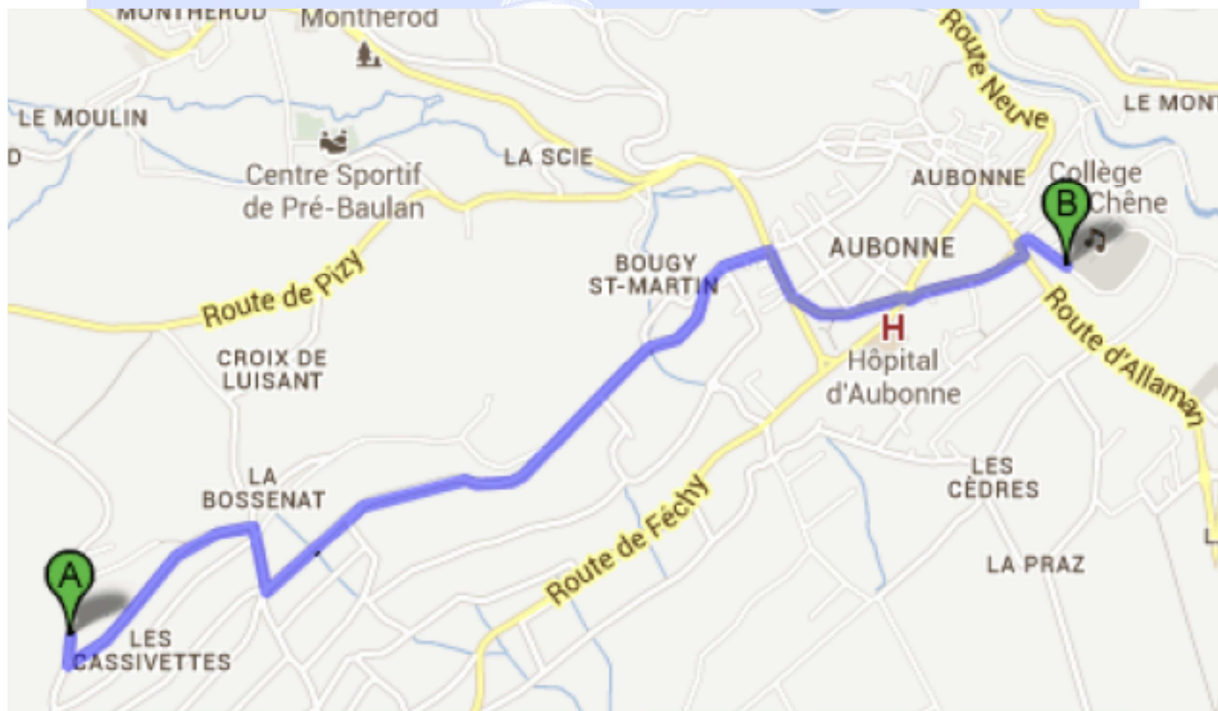 MONTHEROD
Montherod
Route Neuve
LE MOULIN
LE MONT
D
LA SCIE
Centre Sportif
de Pré-Baulan
AUBONNE
Collège
Chêne
B
AUBONNE
BOUGY
ST-MARTIN
Route de Pizy
H
Hôpital
d'Aubonne
Route d'Allaman
CROIX DE
LUISANT
LA
BOSSENAT
LES
CÈDRES
Route de Féchy
L
LA PRAZ
A
LES
CASSIVETTES